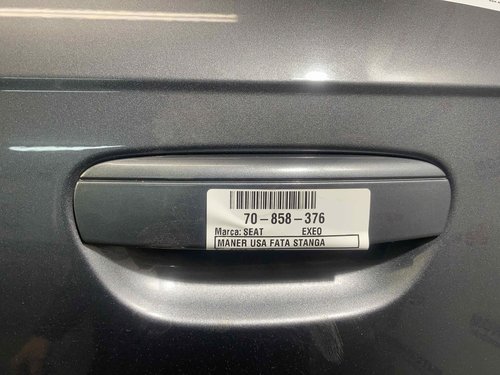 70-858-376
Marca: SEAT EXEO
MANER USA FATA STANGA